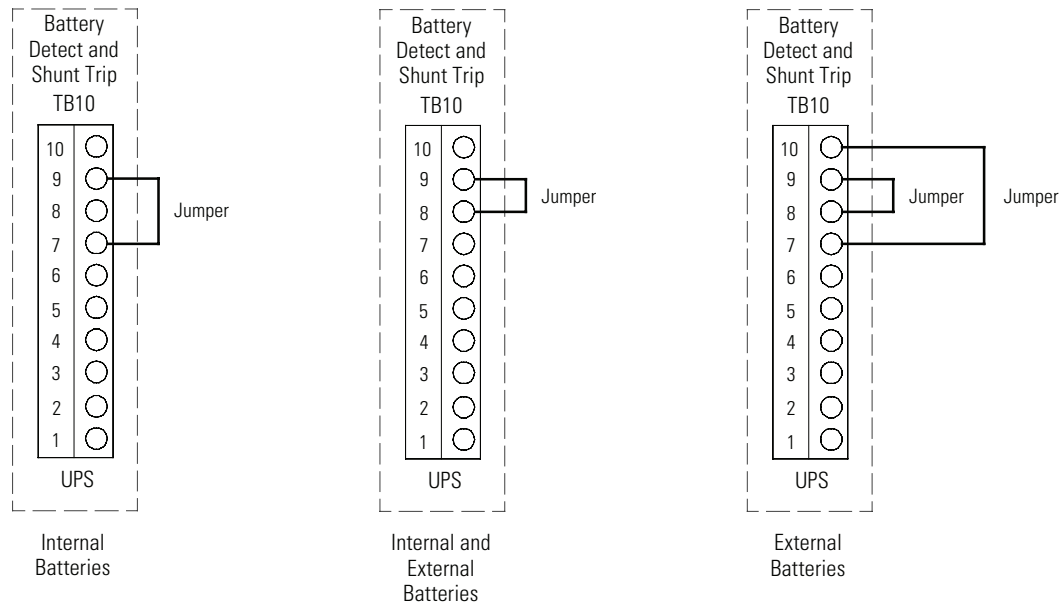 Battery
Detect and
Shunt Trip
TB10
10
9
8
7
6
5
4
3
2
1
Jumper
UPS
Internal
Batteries
Battery
Detect and
Shunt Trip
TB10
10
9
8
7
6
5
4
3
2
1
Jumper
UPS
Internal and
External
Batteries
Battery
Detect and
Shunt Trip
TB10
10
9
8
7
6
5
4
3
2
1
Jumper
Jumper
UPS
External
Batteries